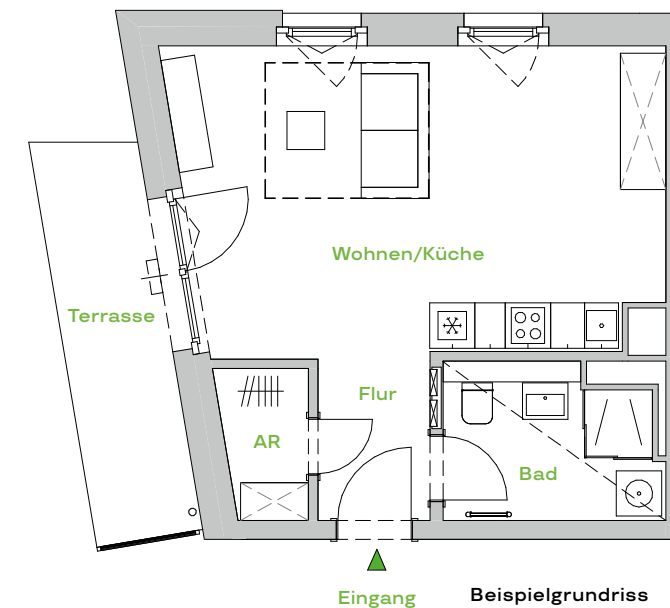 Wohnen/Küche
Terrasse
Flur
AR
Bad
Eingang
Beispielgrundriss